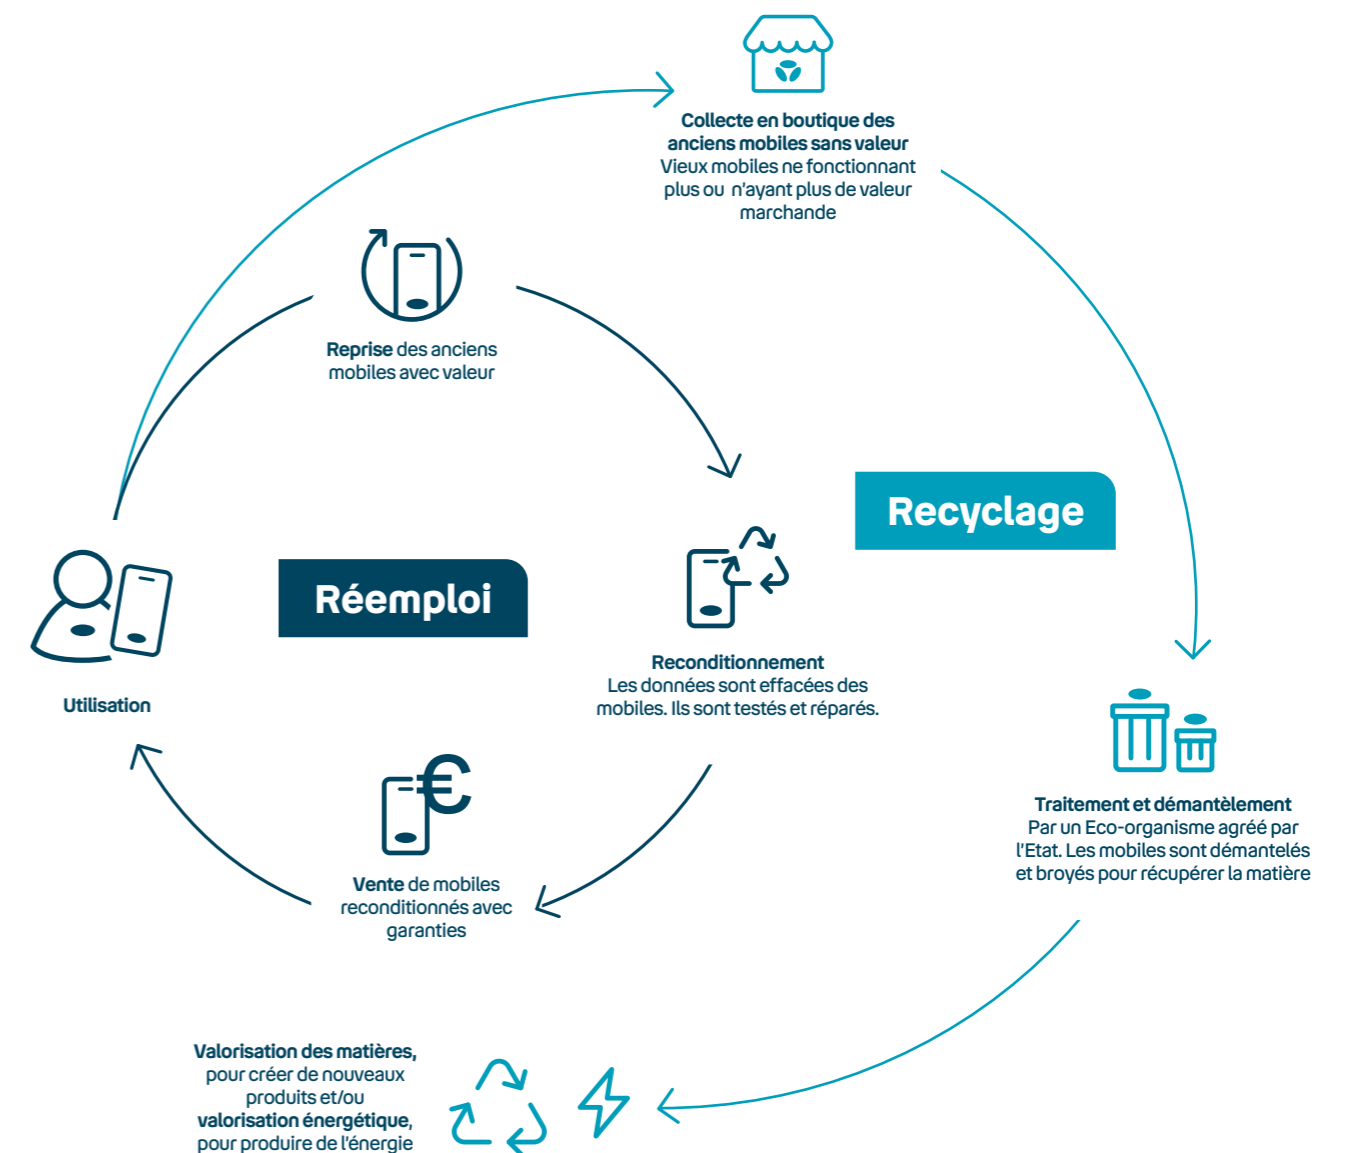 Collecte en boutique des
anciens mobiles sans valeur
Vieux mobiles ne fonctionnant
plus ou n'ayant plus de valeur
marchande
Reprise des anciens
mobiles avec valeur
Recyclage
Réemploi
Reconditionnement
Les données sont effacées des
mobiles. Ils sont testés et réparés.
Utilisation
€
Traitement et démantèlement
Par un Eco-organisme agréé par
l'Etat. Les mobiles sont démantelés
et broyés pour récupérer la matière
Vente de mobiles
reconditionnés avec
garanties
Valorisation des matières,
pour créer de nouveaux
produits et/ou
valorisation énergétique,
pour produire de l'énergie